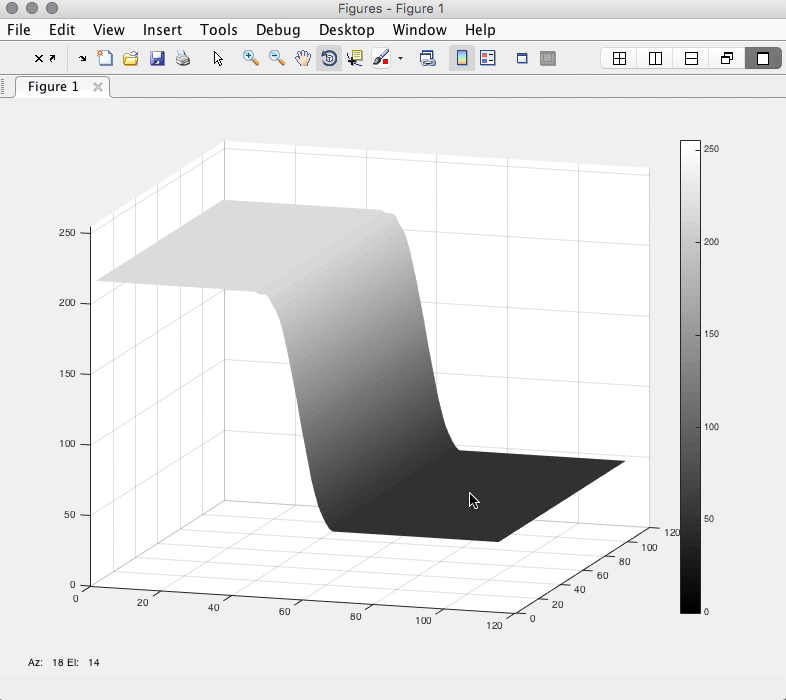 Figures - Figure 1
File Edit View Insert Tools Debug Desktop Window Help
Figure 1
250
200
150
100
50
0
0 20 40 60 80 100 120
0 20 40 60 80 100 120
250
200
150
100
50
0
Az: 18 El: 14